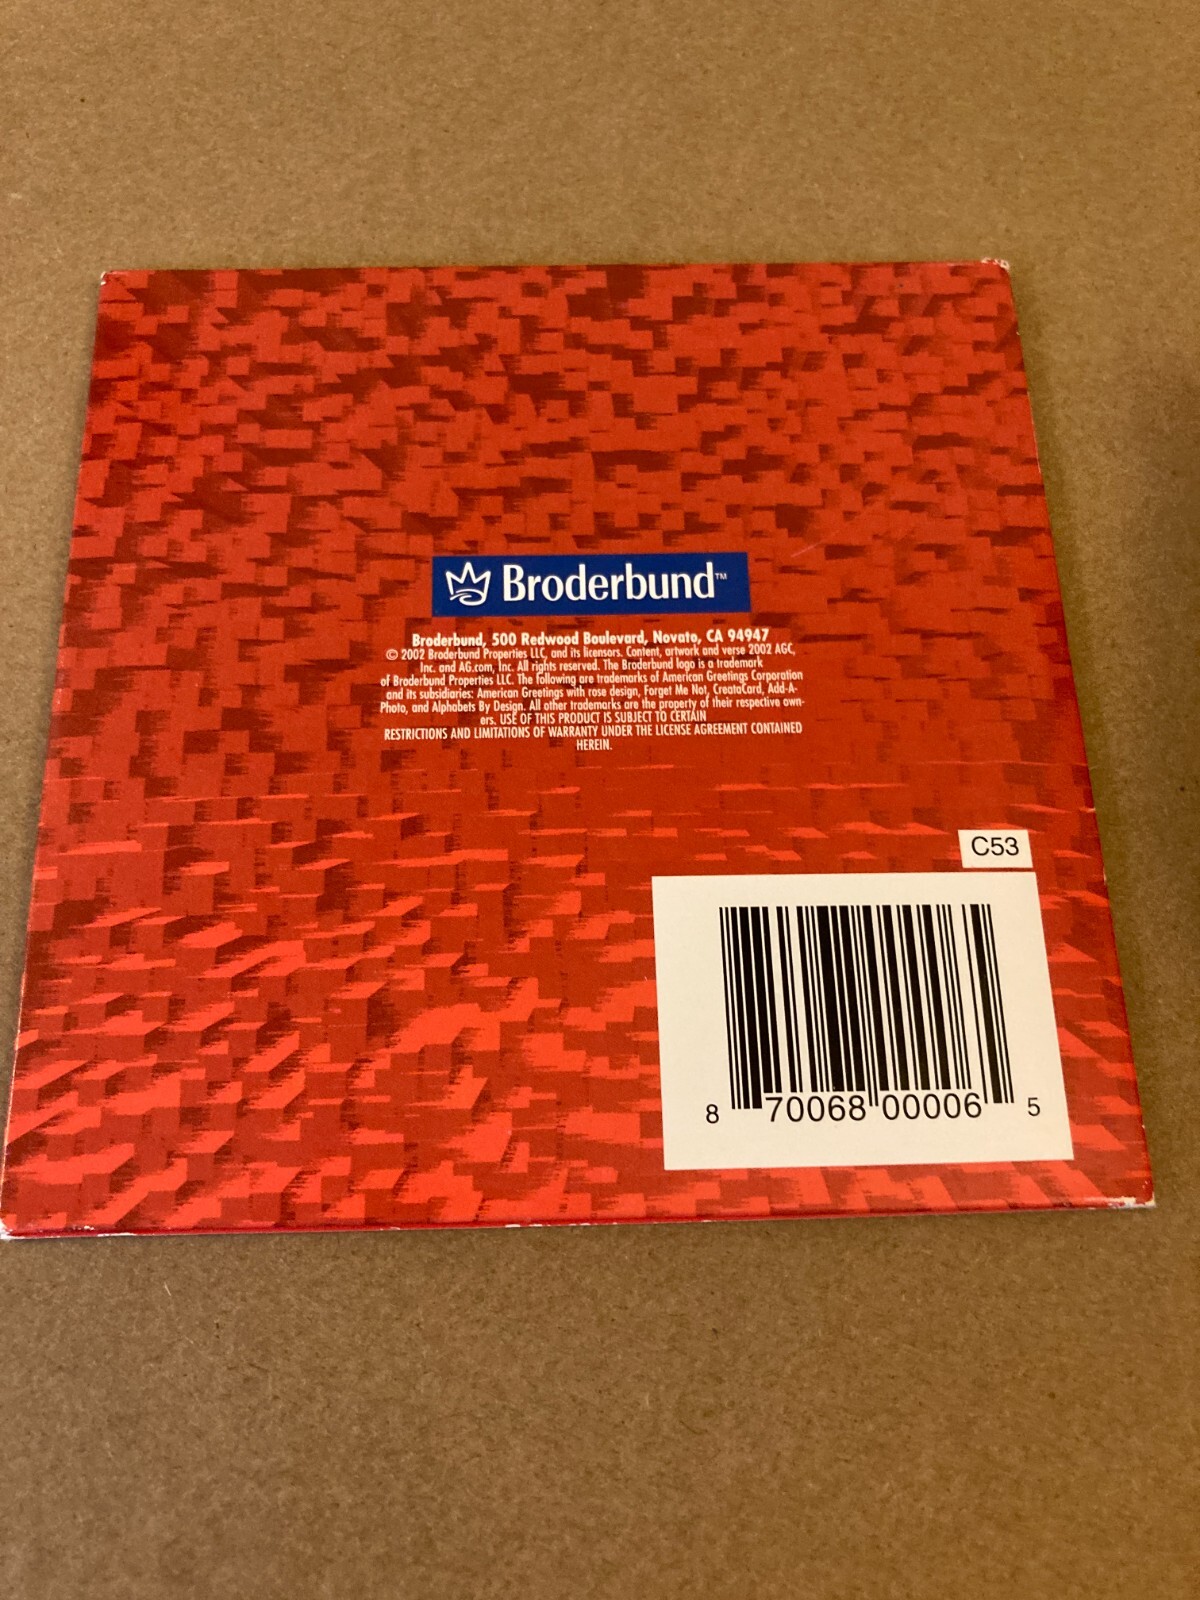 Broderbund™
Broderbund, 500 Redwood Boulevard, Novato, CA 94947
© 2002 Broderbund Properties LLC, and its licensors. Content, artwork and verse 2002 AGC,
Inc. and AG.com, Inc. All rights reserved. The Broderbund logo is a trademark
of Broderbund Properties LLC. The following are trademarks of American Greetings Corporation
and its subsidiaries: American Greetings with rose design, Forget Me Not, CreataCard, Add-A-
Photo, and Alphabets By Design. All other trademarks are the property of their respective own-
ers. USE OF THIS PRODUCT IS SUBJECT TO CERTAIN
RESTRICTIONS AND LIMITATIONS OF WARRANTY UNDER THE LICENSE AGREEMENT CONTAINED
HEREIN.
C53
8 70068 00006 5